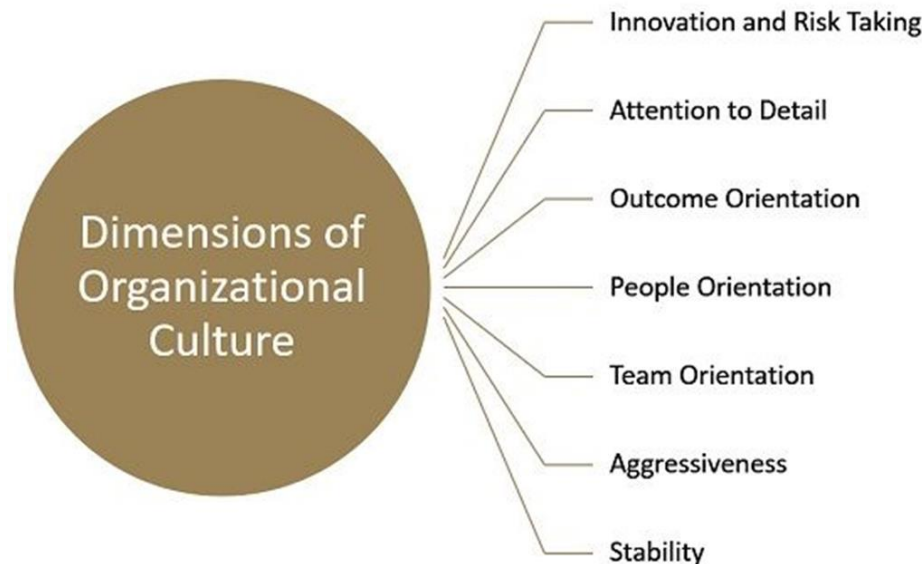 Dimensions of
Organizational
Culture
Innovation and Risk Taking
Attention to Detail
Outcome Orientation
People Orientation
Team Orientation
Aggressiveness
Stability